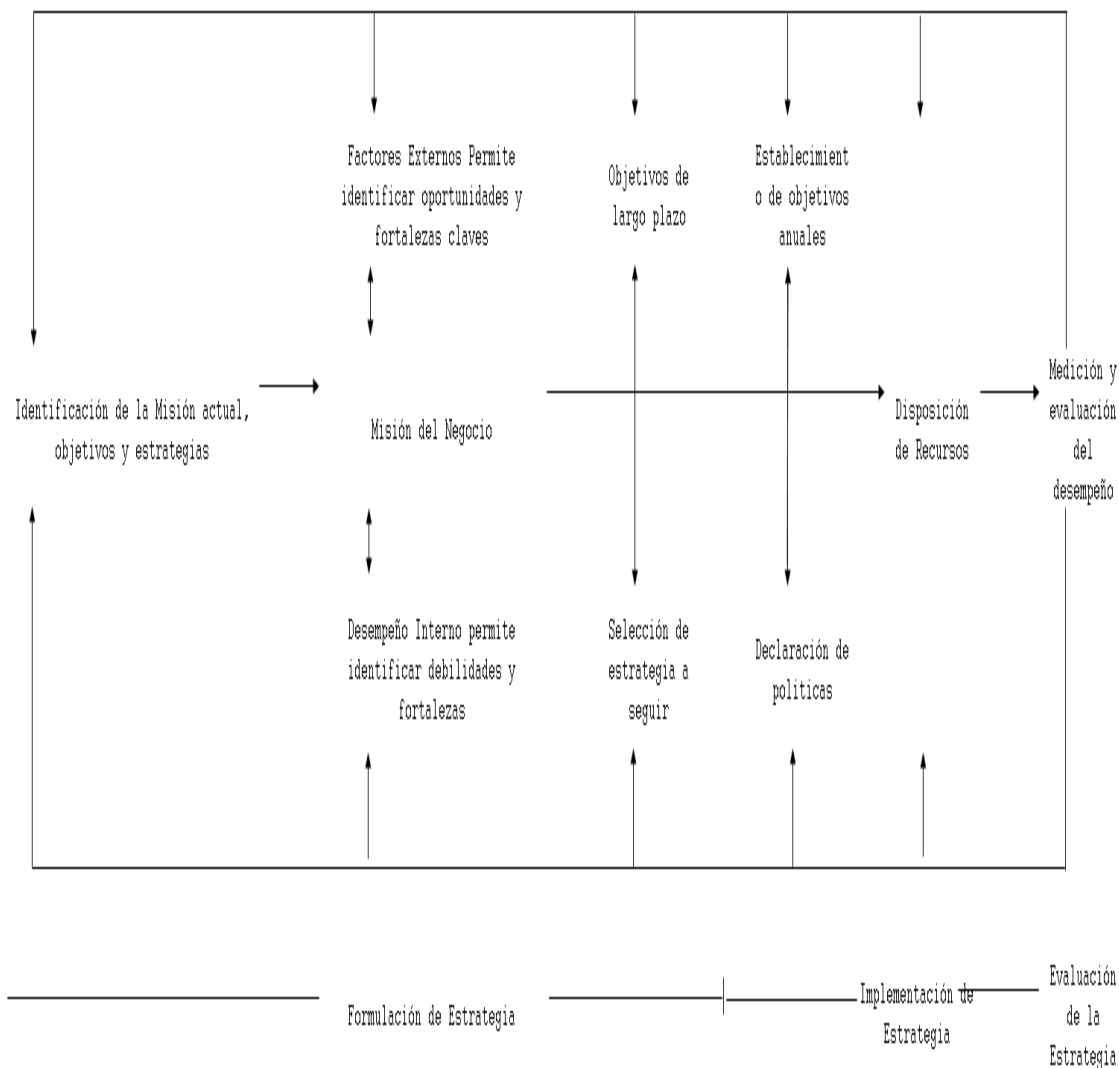 Factores Externos Permite
identificar oportunidades y
fortalezas claves
Objetivos de
largo plazo
Establecimient
o de objetivos
anuales
Identificación de la Misión actual,
objetivos y estrategias
Misión del Negocio
Disposición
de Recursos
Medición y
evaluación
del
desempeño
Desempeño Interno permite
identificar debilidades y
fortalezas
Selección de
estrategia a
seguir
Declaración de
politicas
Formulación de Estrategia
Implementación de
Estrategia
Evaluación
de la
Estrategia